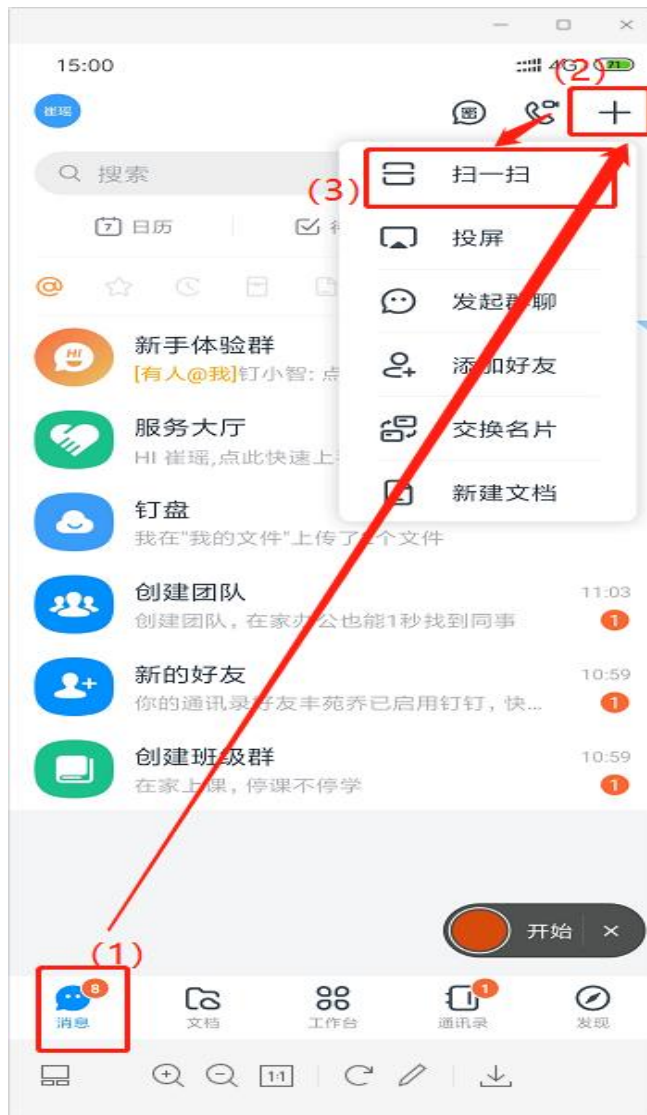 15:00
4G 71
(2)
崔瑶
密
搜索
(3)
扫一扫
7 日历
投屏
@
发起群聊
HI
新手体验群
[有人@我]钉小智: 点
添加好友
服务大厅
HI 崔瑶,点此快速上
交换名片
钉盘
新建文档
我在"我的文件"上传了 个文件
创建团队
11:03
创建团队，在家办公也能1秒找到同事
1
新的好友
10:59
你的通讯录好友丰苑乔已启用钉钉，快...
1
创建班级群
10:59
在家上课，停课不停学
1
开始
(1)
8
1
消息
文档
工作台
通讯录
发现
1:1